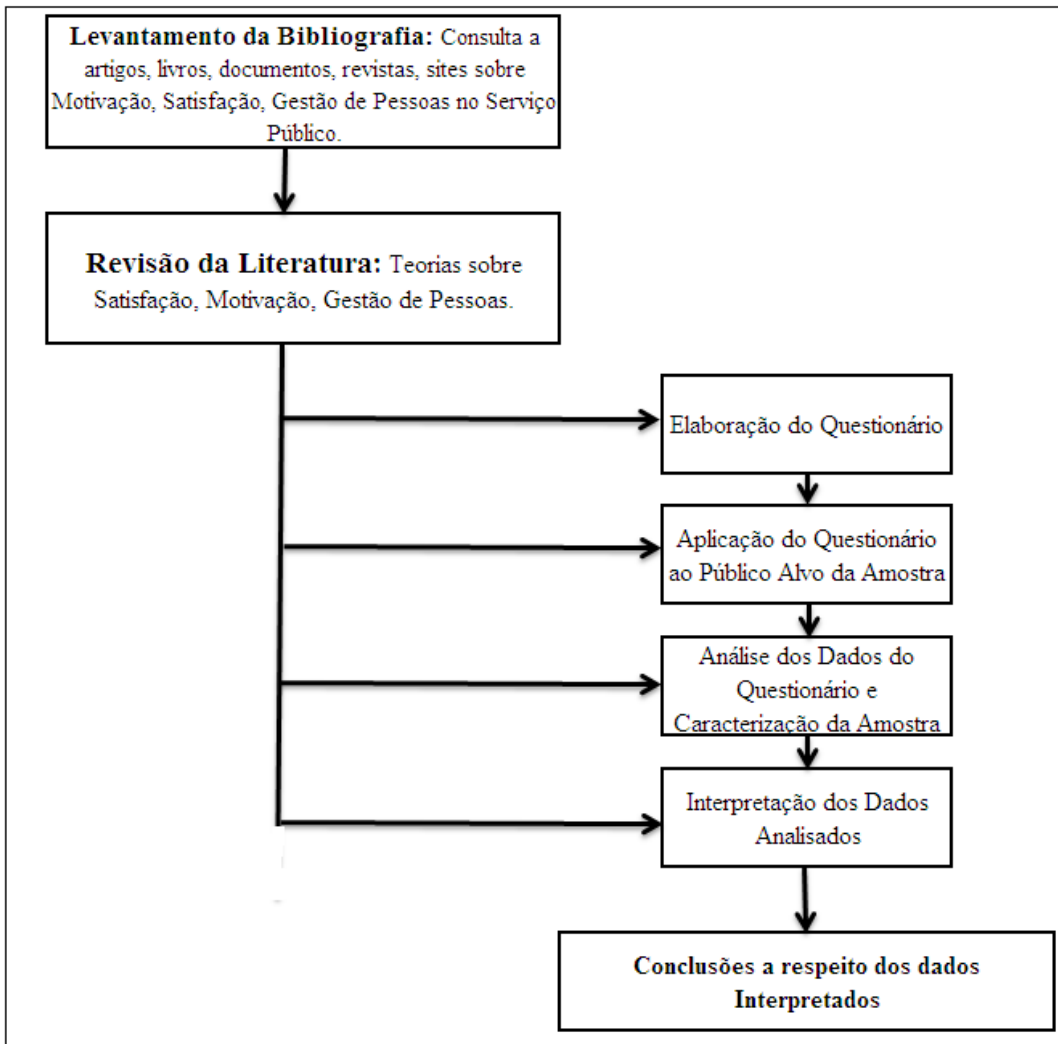 Levantamento da Bibliografia: Consulta a
artigos, livros, documentos, revistas, sites sobre
Motivação, Satisfação, Gestão de Pessoas no Serviço
Público.
Revisão da Literatura: Teorias sobre
Satisfação, Motivação, Gestão de Pessoas.
Elaboração do Questionário
Aplicação do Questionário
ao Público Alvo da Amostra
Análise dos Dados do
Questionário e
Caracterização da Amostra
Interpretação dos Dados
Analisados
Conclusões a respeito dos dados
Interpretados